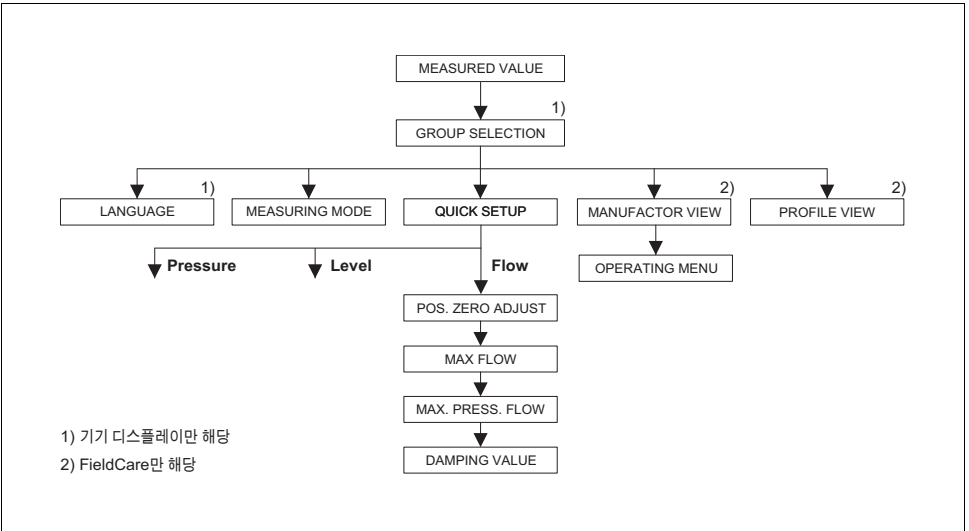 MEASURED VALUE
1)
GROUP SELECTION
1)
2)
2)
LANGUAGE
MEASURING MODE
QUICK SETUP
MANUFACTOR VIEW
PROFILE VIEW
Pressure
Level
Flow
OPERATING MENU
POS. ZERO ADJUST
MAX FLOW
MAX. PRESS. FLOW
DAMPING VALUE
1) 기기 디스플레이만 해당
2) FieldCare만 해당